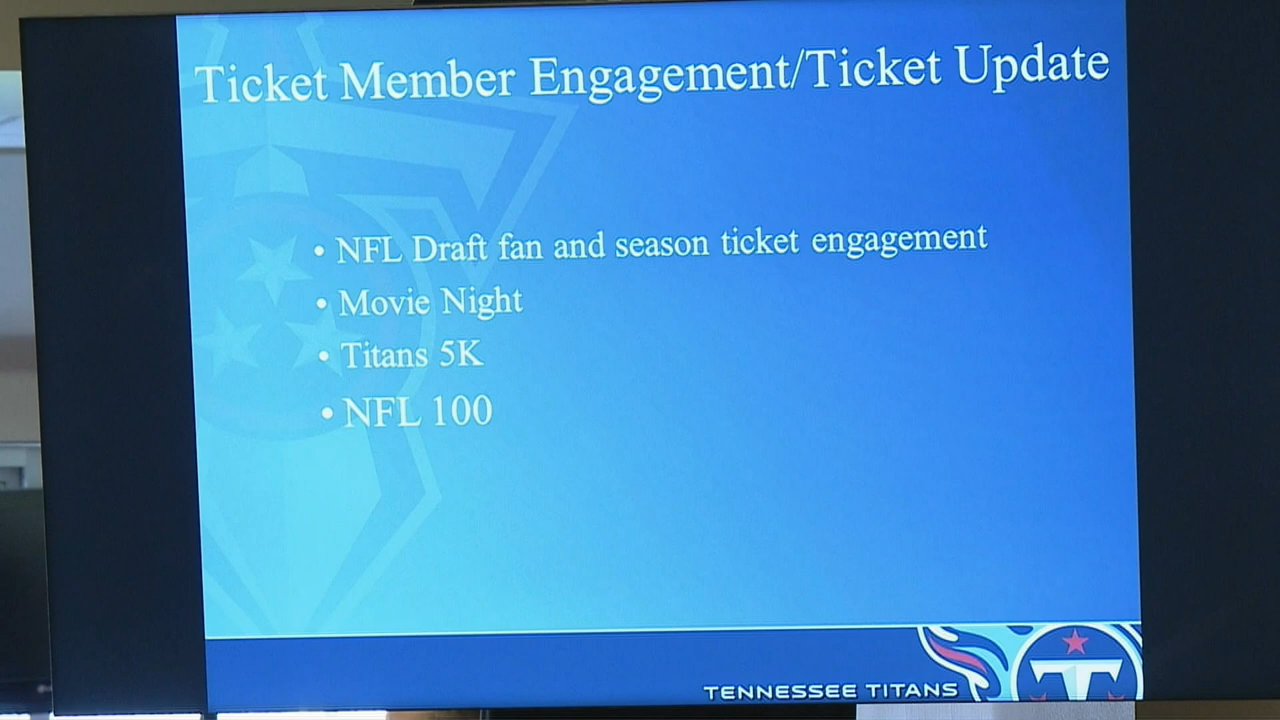 Ticket Member Engagement/Ticket Update
• NFL Draft fan and season ticket engagement
• Movie Night
• Titans 5K
• NFL 100
TENNESSEE TITANS
T